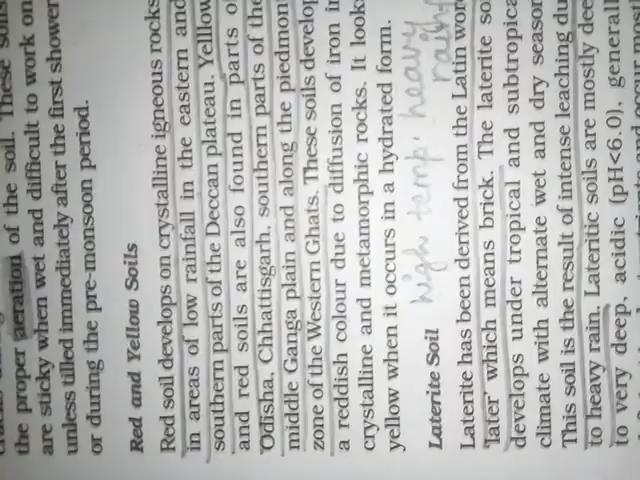 the proper aeration of the soil. These soils
are sticky when wet and difficult to work on
unless tilled immediately after the first shower
or during the pre-monsoon period.
Red and Yellow Soils
Red soil develops on crystalline igneous rocks
in areas of low rainfall in the eastern and
southern parts of the Deccan plateau. Yelllow
and red soils are also found in parts of
Odisha, Chhattisgarh, southern parts of the
middle Ganga plain and along the piedmont
zone of the Western Ghats. These soils develop
a reddish colour due to diffusion of iron in
crystalline and metamorphic rocks. It looks
yellow when it occurs in a hydrated form.
high temp, heavy
Laterite Soil
Laterite has been derived from the Latin word
'later' which means brick. The laterite soil
develops under tropical and subtropical
climate with alternate wet and dry season
This soil is the result of intense leaching du
to heavy rain. Lateritic soils are mostly dee
to very deep, acidic (pH<6.0), generall